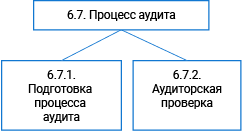 6.7. Процесс аудита
6.7.1.
Подготовка
процесса
аудита
6.7.2.
Аудиторская
проверка